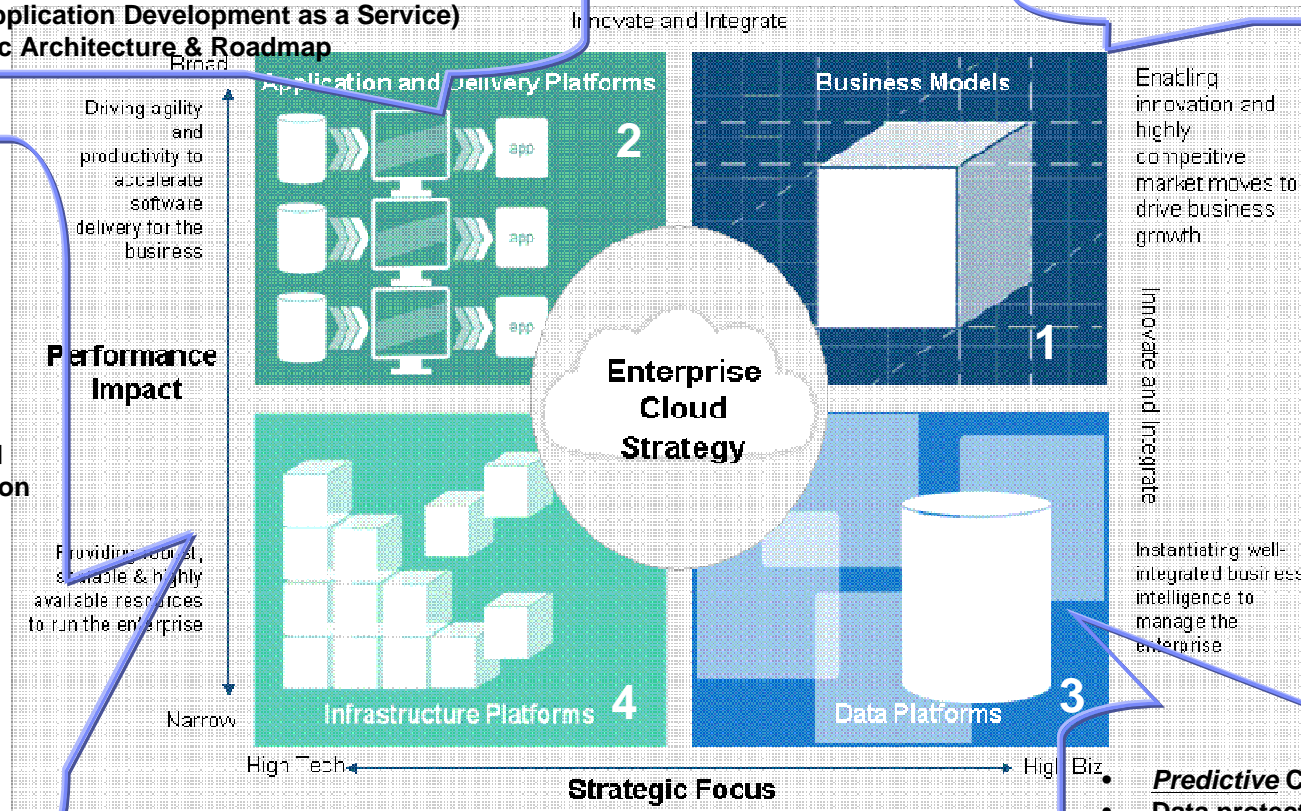 pplication Development as a Service)
c Architecture & Roadmap
Innovate and Integrate
Broad
Application and Delivery Platforms
Business Models
Driving agility
and
productivity to
accelerate
software
delivery for the
business
app
2
app
app
1
Enabling
innovation and
highly
competitive
market moves to
drive business
growth
Innovate and Integrate
Performance
Impact
Enterprise
Cloud
Strategy
on
Providing robust,
scalable & highly
available resources
to run the enterprise
Instantiating well-
integrated business
intelligence to
manage the
enterprise
Narrow
Infrastructure Platforms 4
Data Platforms 3
High Tech
High Biz
Strategic Focus
• Predictive C
• Data protect